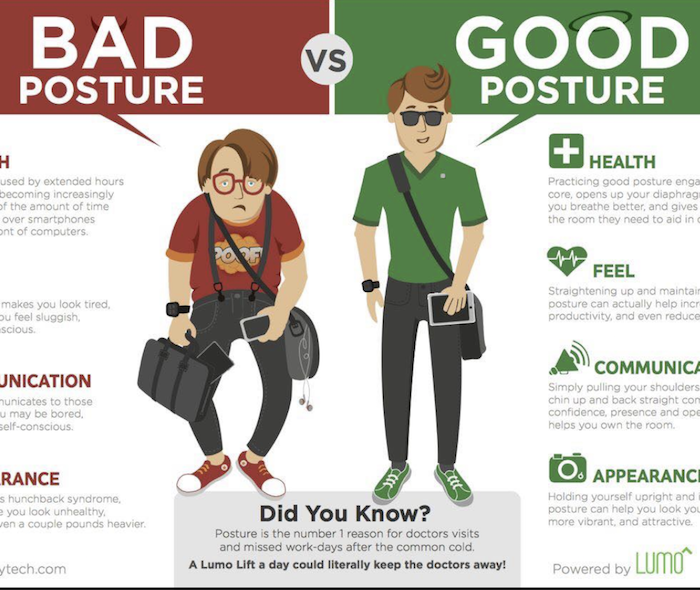 BAD
POSTURE
VS
GOOD
POSTURE
H
used by extended hours
becoming increasingly
of the amount of time
over smartphones
ont of computers.
makes you look tired,
ou feel sluggish,
scious.
UNICATION
municates to those
u may be bored,
self-conscious.
RANCE
s hunchback syndrome,
e you look unhealthy,
ven a couple pounds heavier.
ytech.com
POOF!
HEALTH
Practicing good posture enga
core, opens up your diaphrag
you breathe better, and gives
the room they need to aid in d
FEEL
Straightening up and maintai
posture can actually help incr
productivity, and even reduce
COMMUNICA
Simply pulling your shoulders
chin up and back straight con
confidence, presence and ope
helps you own the room.
APPEARANC
Holding yourself upright and i
posture can help you look you
more vibrant, and attractive.
Did You Know?
Posture is the number 1 reason for doctors visits
and missed work-days after the common cold.
A Lumo Lift a day could literally keep the doctors away!
Powered by LUMO